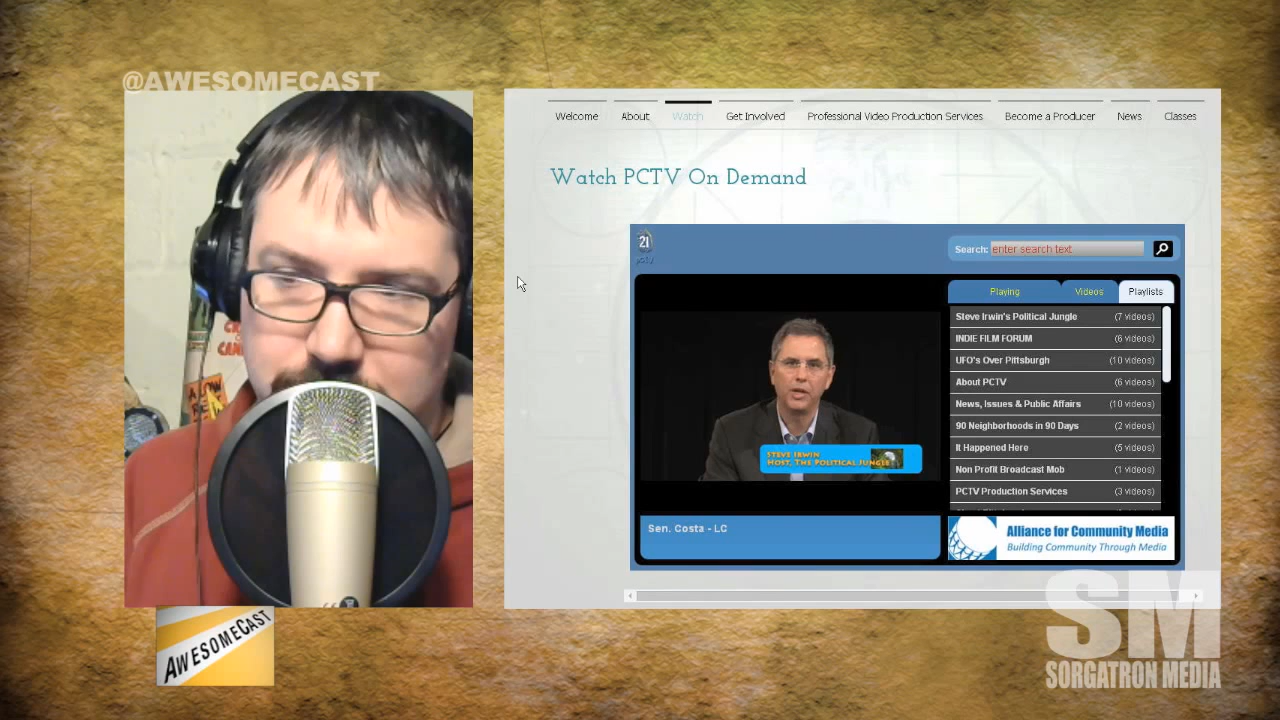 @AWESOMECAST
Welcome About Watch Get Involved Professional Video Production Services Become a Producer News Classes
Watch PCTV On Demand
21
pctv
Search: enter search text
Playing Videos Playlists
Steve Irwin's Political Jungle (7 videos)
INDIE FILM FORUM (6 videos)
UFO's Over Pittsburgh (10 videos)
About PCTV (6 videos)
News, Issues & Public Affairs (10 videos)
90 Neighborhoods in 90 Days (2 videos)
It Happened Here (5 videos)
Non Profit Broadcast Mob (1 videos)
PCTV Production Services (3 videos)
STEVE IRWIN
HOST, THE POLITICAL JUNGLE
Sen. Costa - LC
Alliance for Community Media
Building Community Through Media
AWESOMECAST
SM
SORGATRON MEDIA